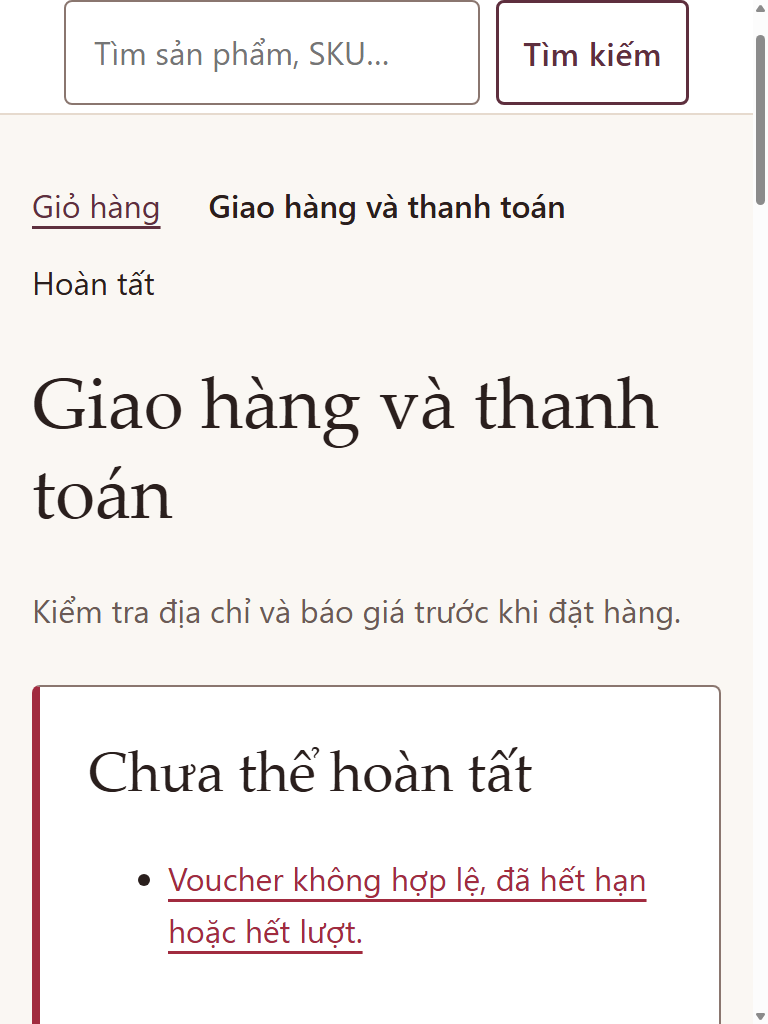 Tìm sản phẩm, SKU...
Tìm kiếm
Giỏ hàng
Giao hàng và thanh toán
Hoàn tất
Giao hàng và thanh
toán
Kiểm tra địa chỉ và báo giá trước khi đặt hàng.
Chưa thể hoàn tất
Voucher không hợp lệ, đã hết hạn
hoặc hết lượt.